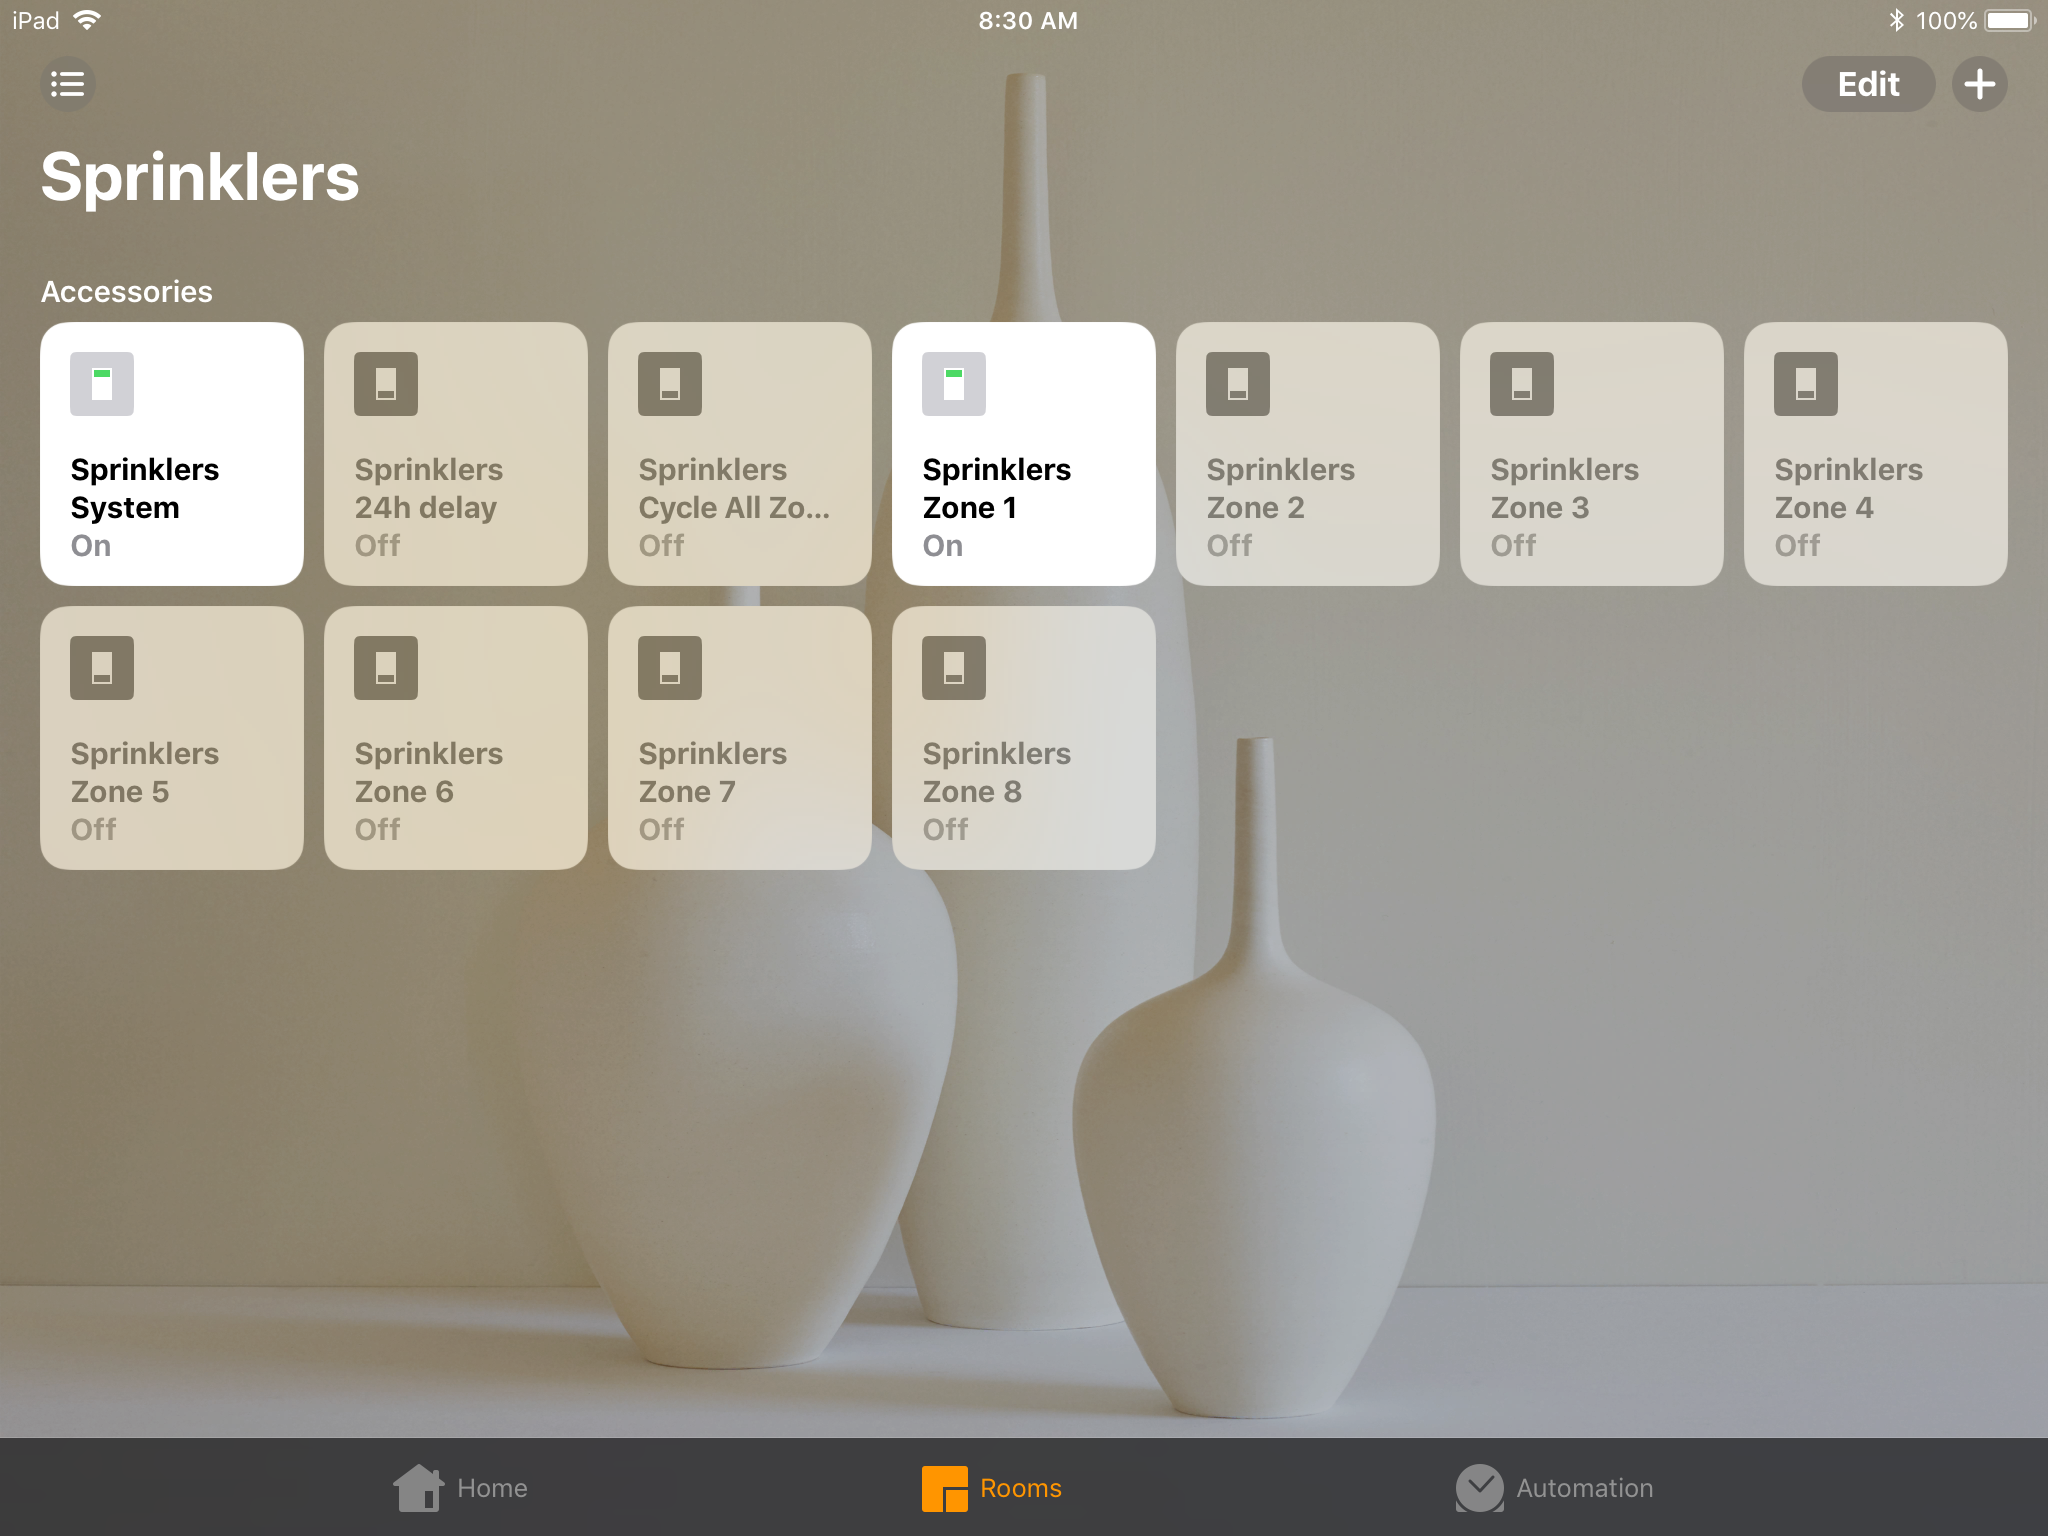 iPad
8:30 AM
100%
Edit
Sprinklers
Accessories
Sprinklers
System
On
Sprinklers
24h delay
Off
Sprinklers
Cycle All Zo...
Off
Sprinklers
Zone 1
On
Sprinklers
Zone 2
Off
Sprinklers
Zone 3
Off
Sprinklers
Zone 4
Off
Sprinklers
Zone 5
Off
Sprinklers
Zone 6
Off
Sprinklers
Zone 7
Off
Sprinklers
Zone 8
Off
Home
Rooms
Automation